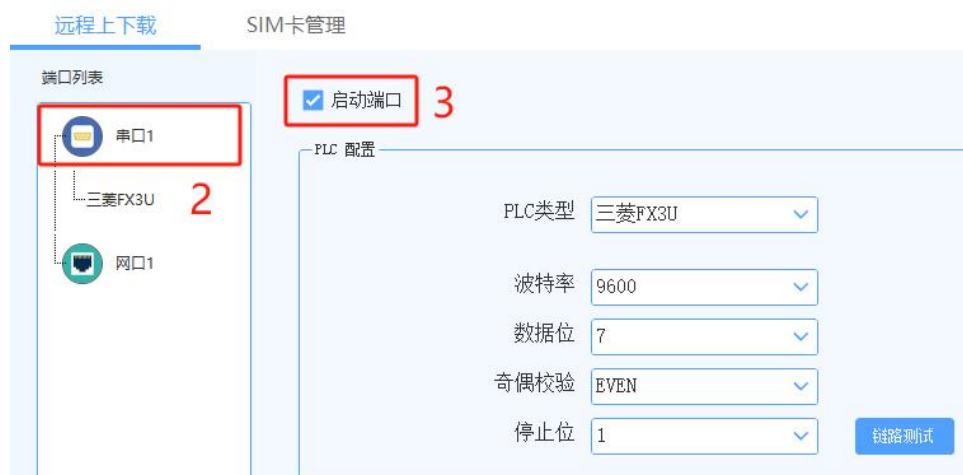 远程上下载 SIM卡管理
端口列表
串口1
三菱FX3U
2
网口1
启动端口
3
PLC 配置
PLC类型 三菱FX3U
波特率 9600
数据位 7
奇偶校验 EVEN
停止位 1
链路测试